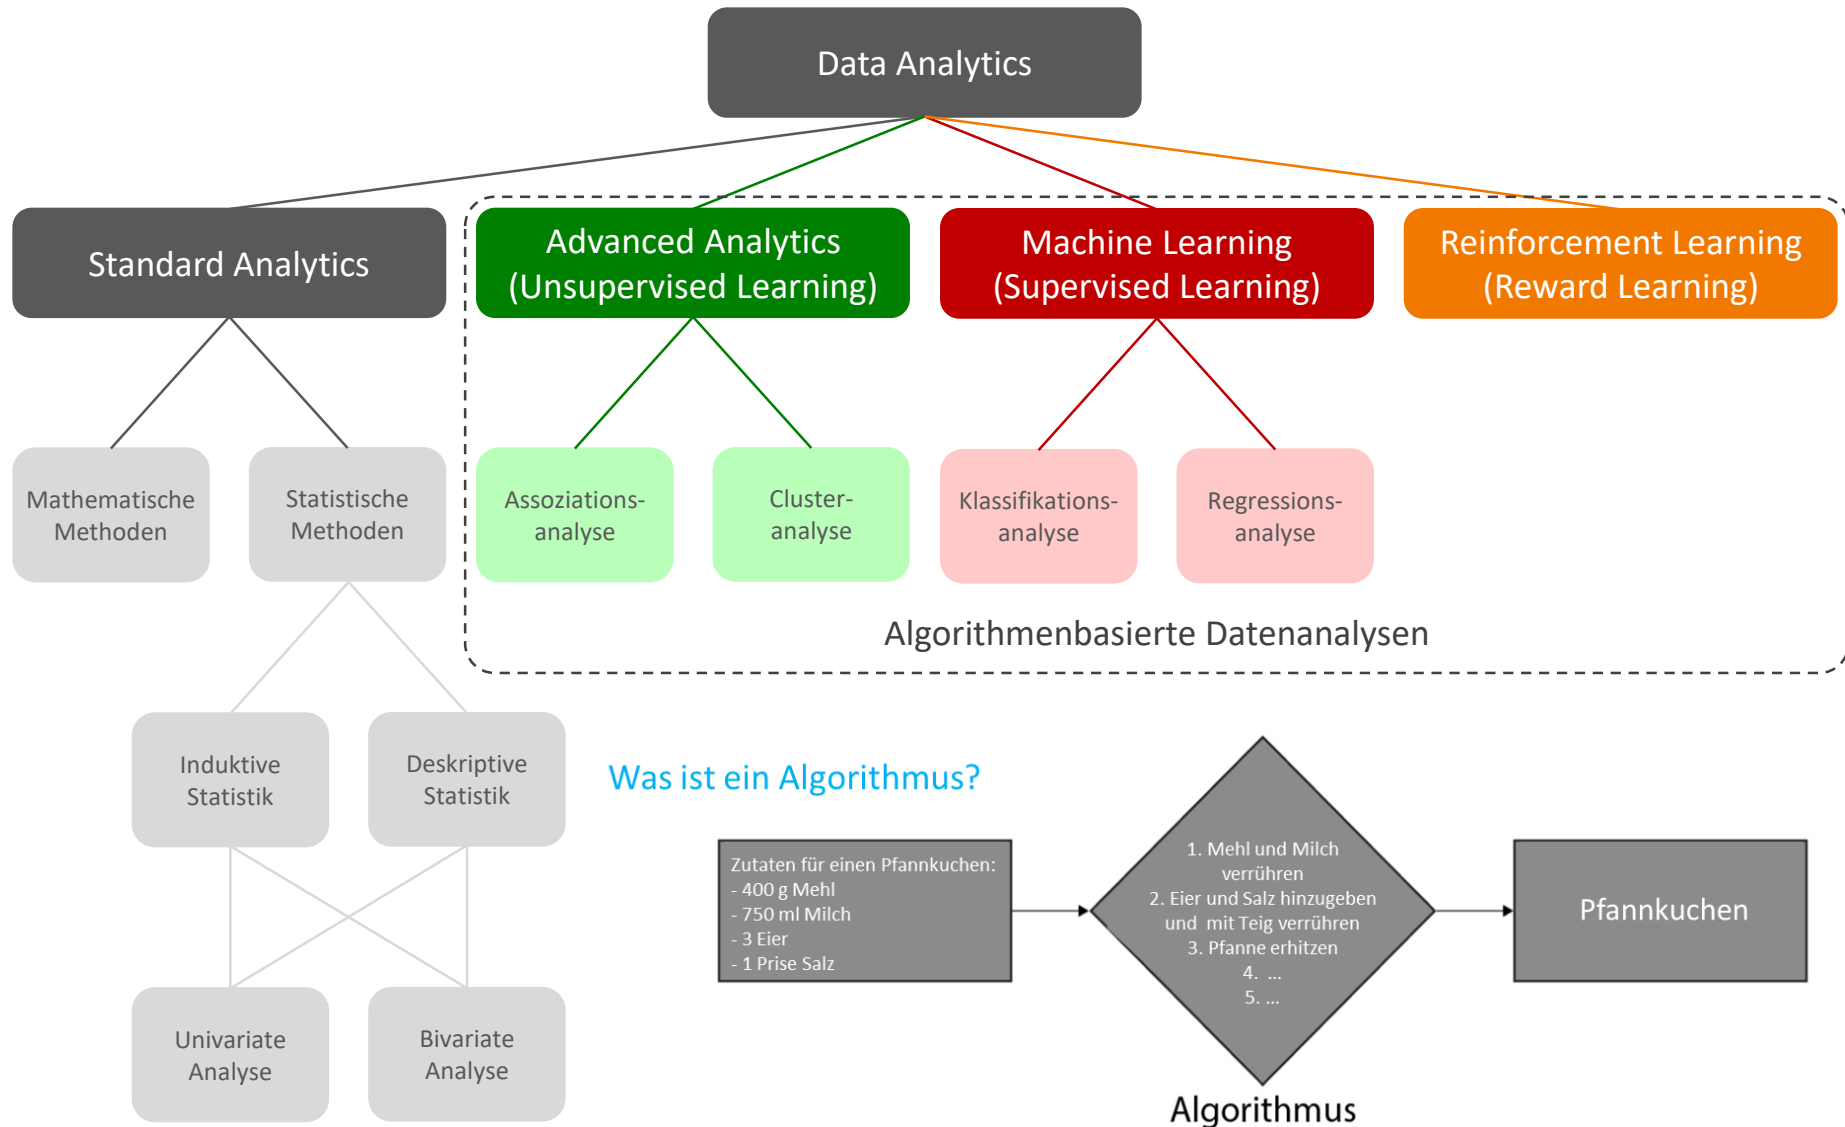 Data Analytics
Standard Analytics
Advanced Analytics
(Unsupervised Learning)
Machine Learning
(Supervised Learning)
Reinforcement Learning
(Reward Learning)
Mathematische
Methoden
Statistische
Methoden
Assoziations-
analyse
Cluster-
analyse
Klassifikations-
analyse
Regressions-
analyse
Algorithmenbasierte Datenanalysen
Induktive
Statistik
Deskriptive
Statistik
Univariate
Analyse
Bivariate
Analyse
Was ist ein Algorithmus?
Zutaten für einen Pfannkuchen:
- 400 g Mehl
- 750 ml Milch
- 3 Eier
- 1 Prise Salz
1. Mehl und Milch
verrühren
2. Eier und Salz hinzugeben
und mit Teig verrühren
3. Pfanne erhitzen
4. ...
5. ...
Pfannkuchen
Algorithmus